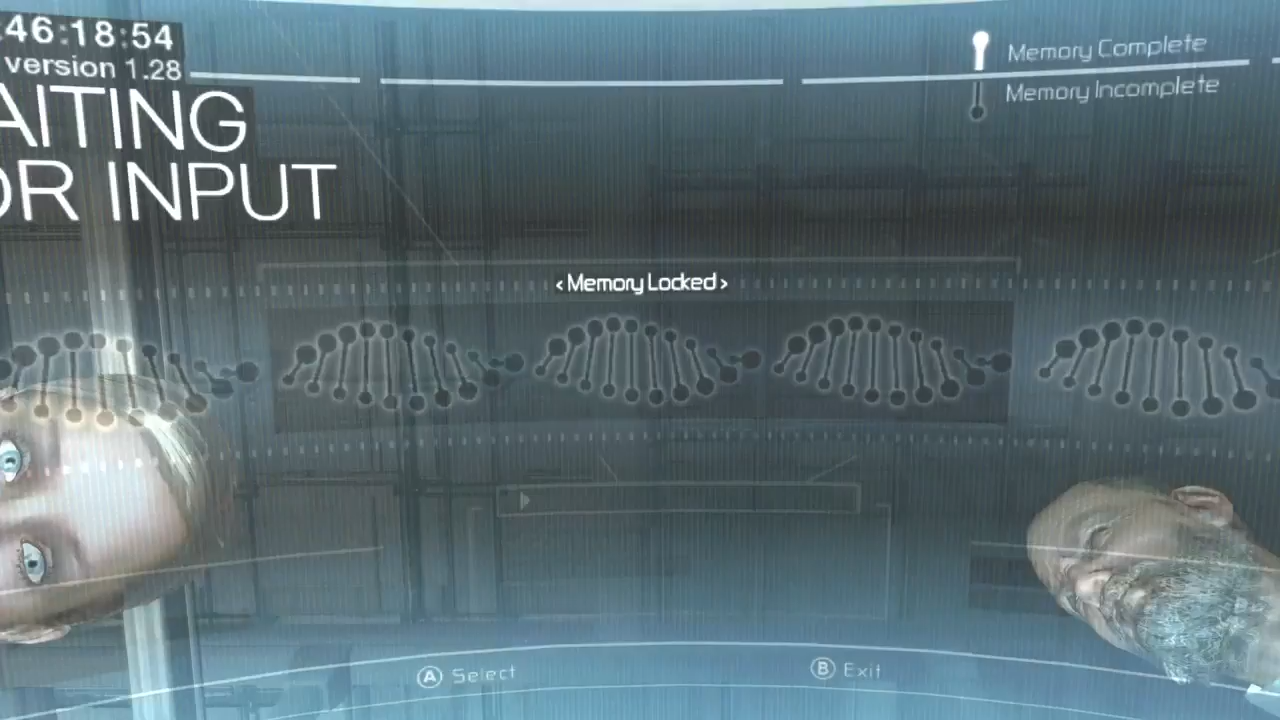 :46:18:54
version 1.28
AITING
OR INPUT
Memory Complete
Memory Incomplete
‹ Memory Locked ›
A Select
B Exit